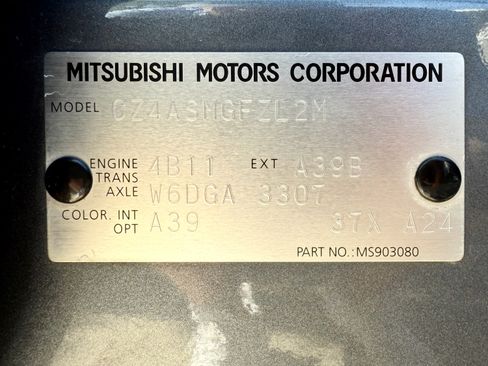 MITSUBISHI MOTORS CORPORATION
MODEL CZ4ASMGFZL2M
ENGINE 4B11 EXT A39B
TRANS
AXLE W6DGA 3307
COLOR. INT A39 37X A24
OPT
PART NO.:MS903080